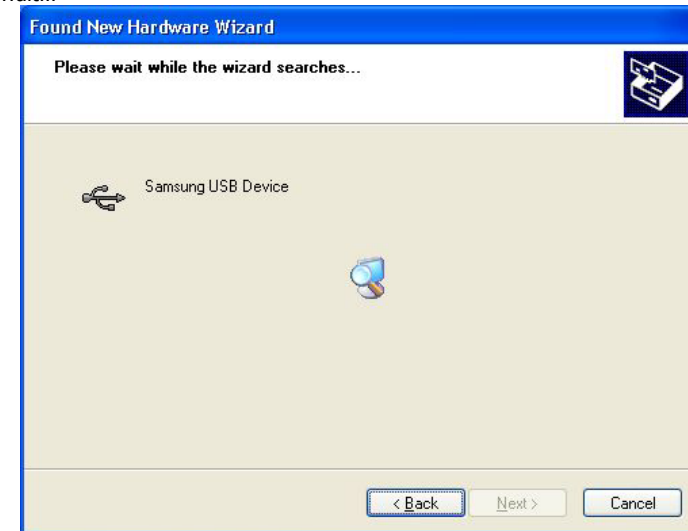 Found New Hardware Wizard
Please wait while the wizard searches...
Samsung USB Device
< Back Next > Cancel